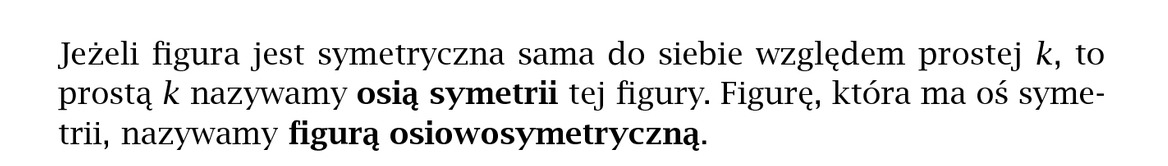 Jeżeli figura jest symetryczna sama do siebie względem prostej k, to
prostą k nazywamy osią symetrii tej figury. Figurę, która ma oś syme-
trii, nazywamy figurą osiowosymetryczną.